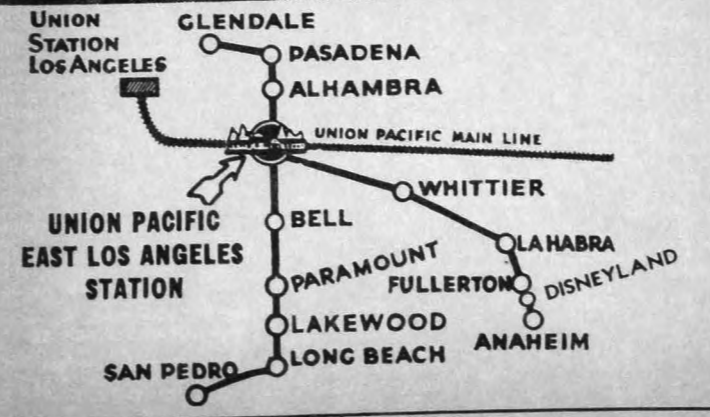 UNION
STATION
LOS ANGELES
GLENDALE
PASADENA
ALHAMBRA
UNION PACIFIC MAIN LINE
WHITTIER
UNION PACIFIC
EAST LOS ANGELES
STATION
BELL
LA HABRA
PARAMOUNT
FULLERTON
DISNEYLAND
LAKEWOOD
ANAHEIM
LONG BEACH
SAN PEDRO